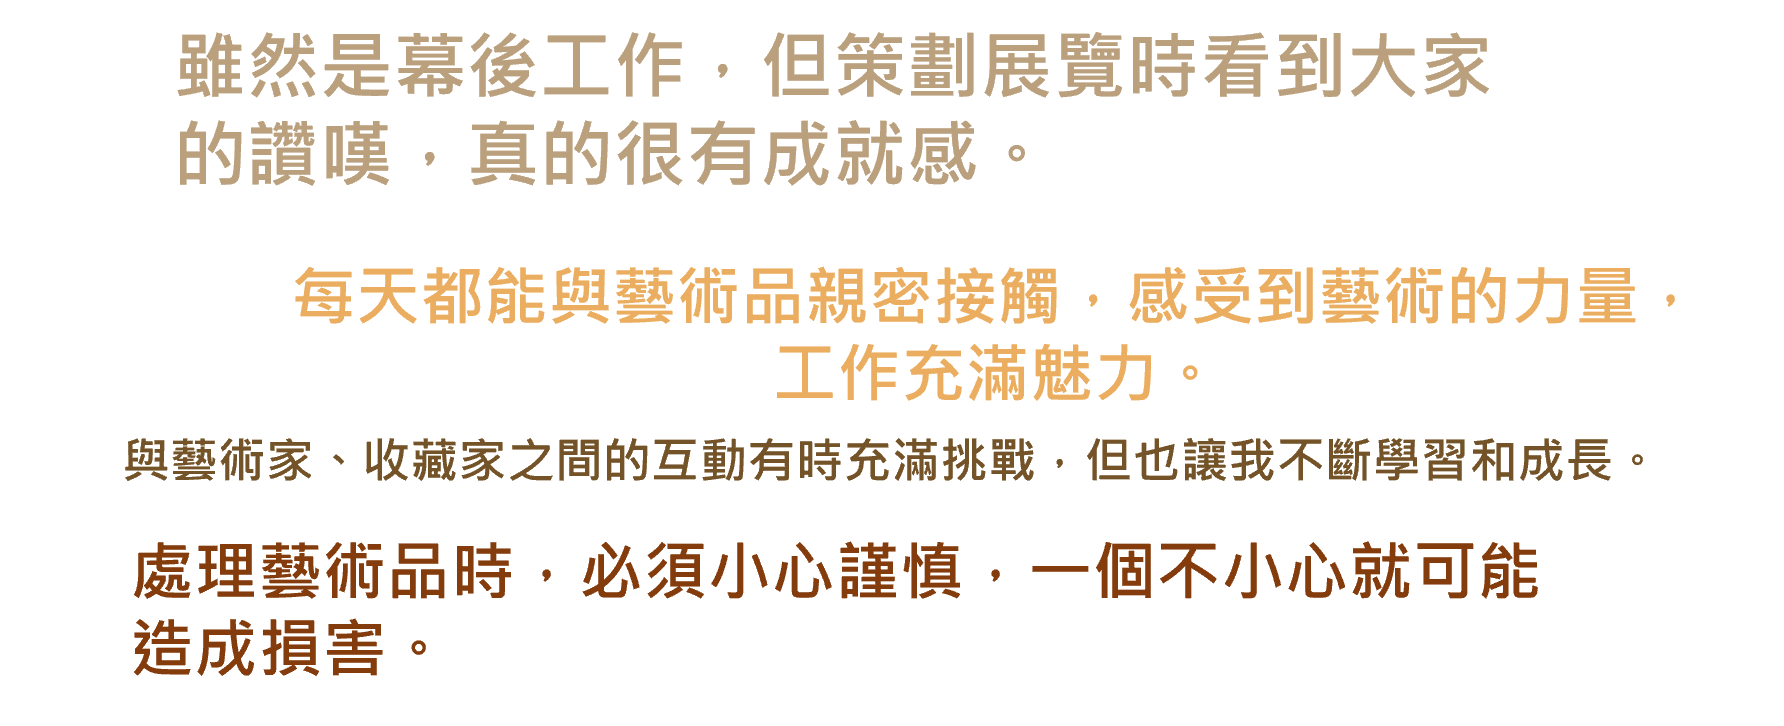 雖然是幕後工作，但策劃展覽時看到大家
的讚嘆，真的很有成就感。
每天都能與藝術品親密接觸，感受到藝術的力量，
工作充滿魅力。
與藝術家、收藏家之間的互動有時充滿挑戰，但也讓我不斷學習和成長。
處理藝術品時，必須小心謹慎，一個不小心就可能
造成損害。